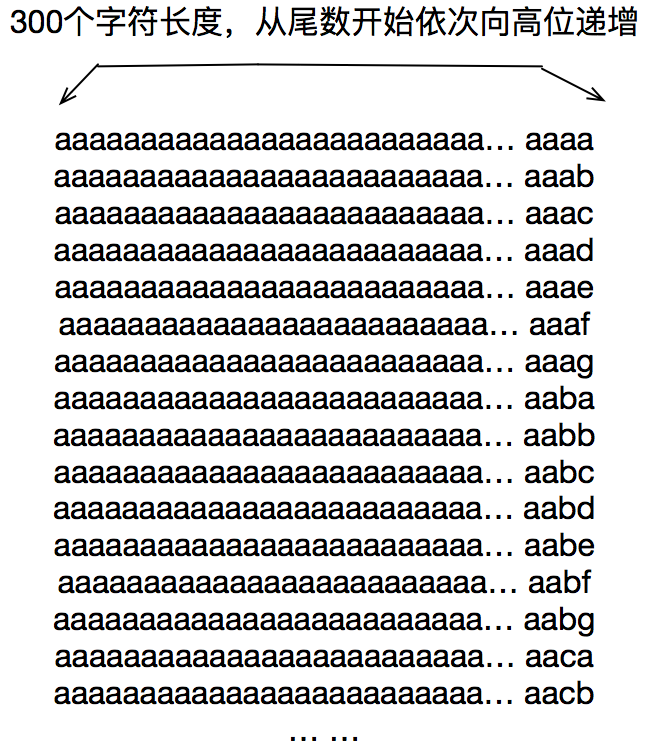 300个字符长度，从尾数开始依次向高位递增
aaaaaaaaaaaaaaaaaaaaaaaaa... aaaa
aaaaaaaaaaaaaaaaaaaaaaaaa... aaab
aaaaaaaaaaaaaaaaaaaaaaaaa... aaac
aaaaaaaaaaaaaaaaaaaaaaaaa... aaad
aaaaaaaaaaaaaaaaaaaaaaaaa... aaae
aaaaaaaaaaaaaaaaaaaaaaaaa... aaaf
aaaaaaaaaaaaaaaaaaaaaaaaa... aaag
aaaaaaaaaaaaaaaaaaaaaaaaa... aaba
aaaaaaaaaaaaaaaaaaaaaaaaa... aabb
aaaaaaaaaaaaaaaaaaaaaaaaa... aabc
aaaaaaaaaaaaaaaaaaaaaaaaa... aabd
aaaaaaaaaaaaaaaaaaaaaaaaa... aabe
aaaaaaaaaaaaaaaaaaaaaaaaa... aabf
aaaaaaaaaaaaaaaaaaaaaaaaa... aabg
aaaaaaaaaaaaaaaaaaaaaaaaa... aaca
aaaaaaaaaaaaaaaaaaaaaaaaa... aacb
... ...